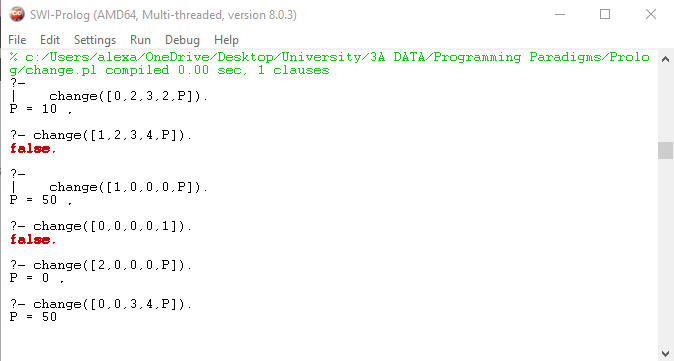 SWI-Prolog (AMD64, Multi-threaded, version 8.0.3)
File Edit Settings Run Debug Help
% c:/Users/alexa/OneDrive/Desktop/University/3A DATA/Programming Paradigms/Prolo
g/change.pl compiled 0.00 sec, 1 clauses
?-
|    change([0,2,3,2,P]).
P = 10 .
?- change([1,2,3,4,P]).
false.
?-
|    change([1,0,0,0,P]).
P = 50 .
?- change([0,0,0,0,1]).
false.
?- change([2,0,0,0,P]).
P = 0 .
?- change([0,0,3,4,P]).
P = 50